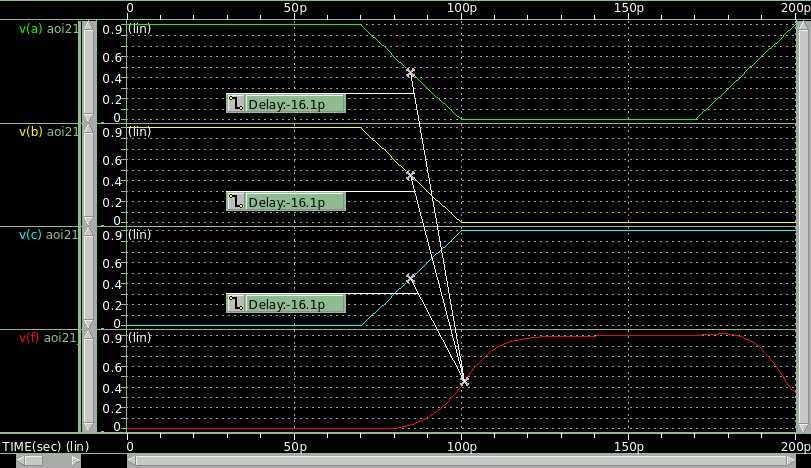 0 50p 100p 150p 200p
v(a) aoi21 0.9 (lin)
0.6
0.4
0.2 Delay:-16.1p
0
v(b) aoi21 0.9 (lin)
0.6
0.4
0.2 Delay:-16.1p
0
v(c) aoi21 0.9 (lin)
0.6
0.4
0.2 Delay:-16.1p
0
v(f) aoi21 0.9 (lin)
0.6
0.4
0.2
0
TIME(sec) (lin) 0 50p 100p 150p 200p